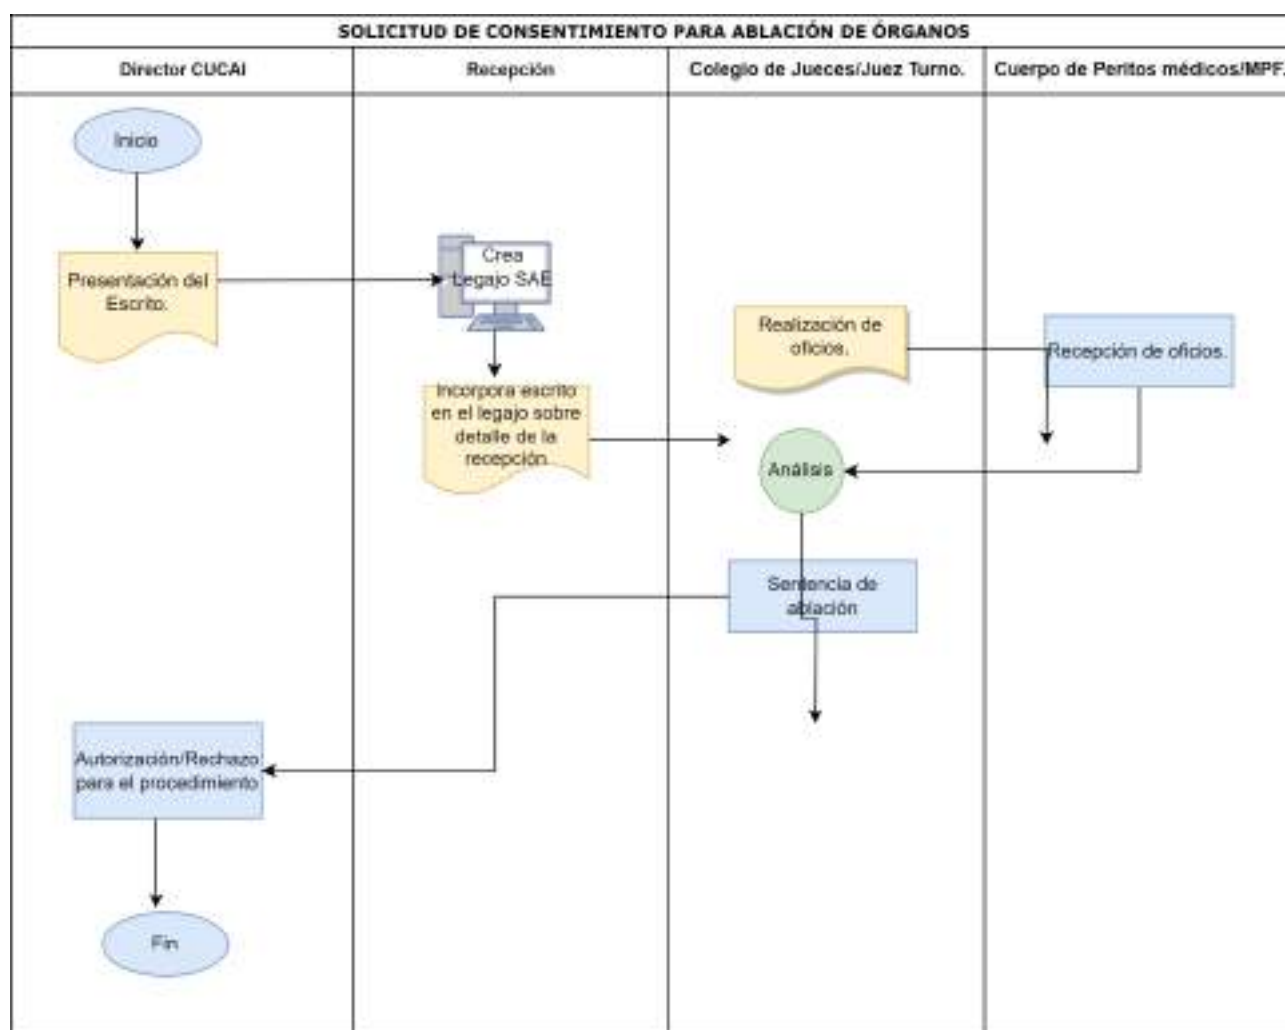 SOLICITUD DE CONSENTIMIENTO PARA ABLACIÓN DE ÓRGANOS
Director CUCAI
Recepción
Colegio de Jueces/Juez Turno.
Cuerpo de Peritos médicos/MPF.
Inicio
Presentación del
Escrito.
Crea
Legajo SAE
Incorpora escrito
en el legajo sobre
detalle de la
recepción.
Realización de
oficios.
Recepción de oficios.
Análisis
Sentencia de
ablación
Autorización/Rechazo
para el procedimiento
Fin